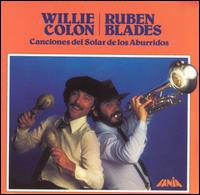 WILLIE COLON | RUBEN BLADES
Canciones del Solar de los Aburridos
FANIA